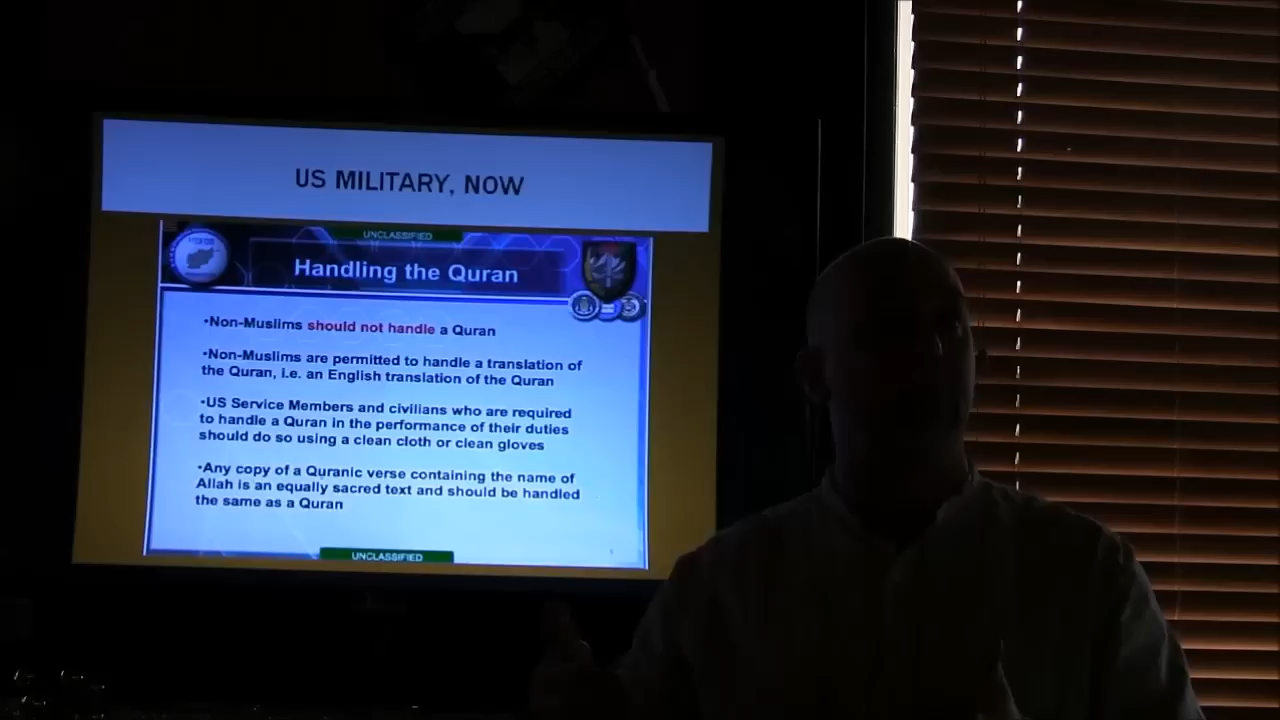 US MILITARY, NOW
UNCLASSIFIED
Handling the Quran
•Non-Muslims should not handle a Quran
•Non-Muslims are permitted to handle a translation of
the Quran, i.e. an English translation of the Quran
•US Service Members and civilians who are required
to handle a Quran in the performance of their duties
should do so using a clean cloth or clean gloves
•Any copy of a Quranic verse containing the name of
Allah is an equally sacred text and should be handled
the same as a Quran
UNCLASSIFIED